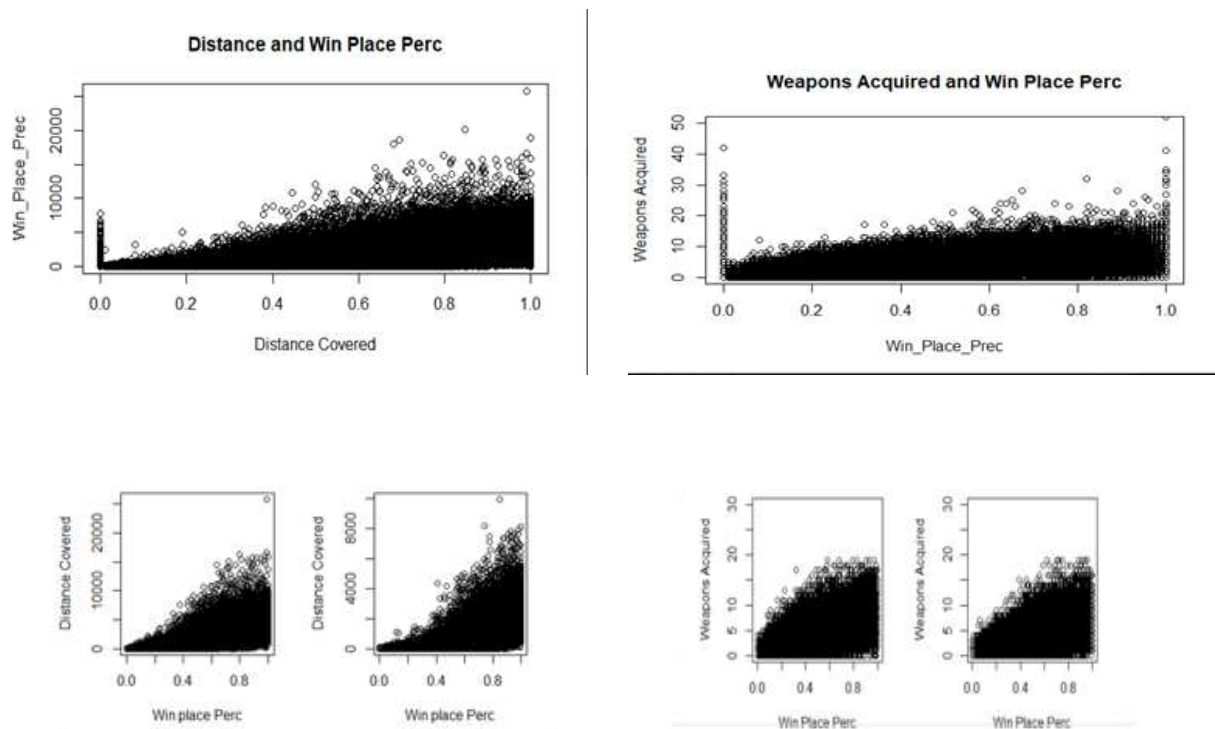 Distance and Win Place Perc
Win_Place_Prec
20000
10000
5000
0
0.0 0.2 0.4 0.6 0.8 1.0
Distance Covered
Weapons Acquired and Win Place Perc
Weapons Acquired
50
40
30
20
10
0
0.0 0.2 0.4 0.6 0.8 1.0
Win_Place_Prec
Distance Covered
20000
10000
5000
0
0.0 0.4 0.8
Win place Perc
Distance Covered
8000
4000
2000
0
0.0 0.4 0.8
Win place Perc
Weapons Acquired
30
20
10
5
0
0.0 0.4 0.8
Win Place Perc
Weapons Acquired
30
20
10
5
0
0.0 0.4 0.8
Win Place Perc